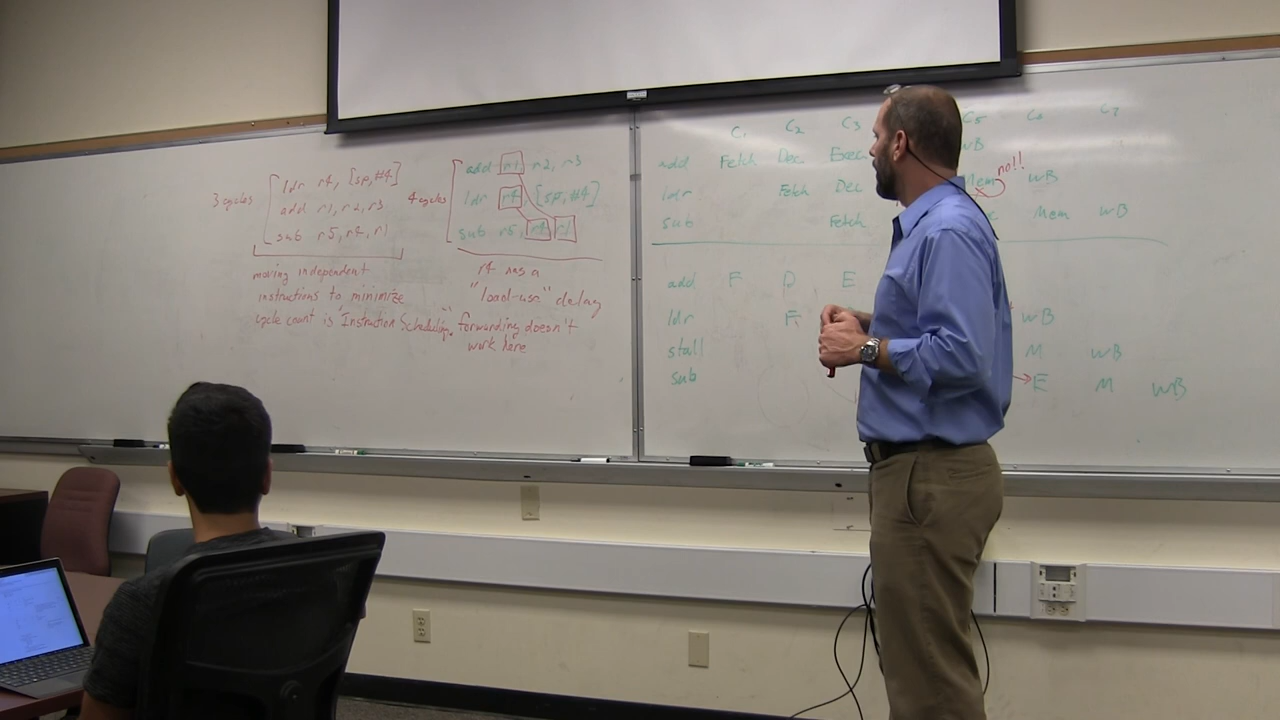 3 cycles
ldr r4, [sp, #4]
add r1, r2, r3
sub r5, r4, r1
moving independent
instructions to minimize
cycle count is "Instruction Scheduling".
4 cycles
add r1, r2, r3
ldr r4, [sp, #4]
sub r5, r4, r1
r4 has a
"load-use" delay
forwarding doesn't
work here
C1 C2 C3 C5 C6 C7
add Fetch Dec Exec WB
ldr Fetch Dec Mem no!! WB
sub Fetch Mem WB
add F D E
ldr F WB
stall M WB
sub E M WB